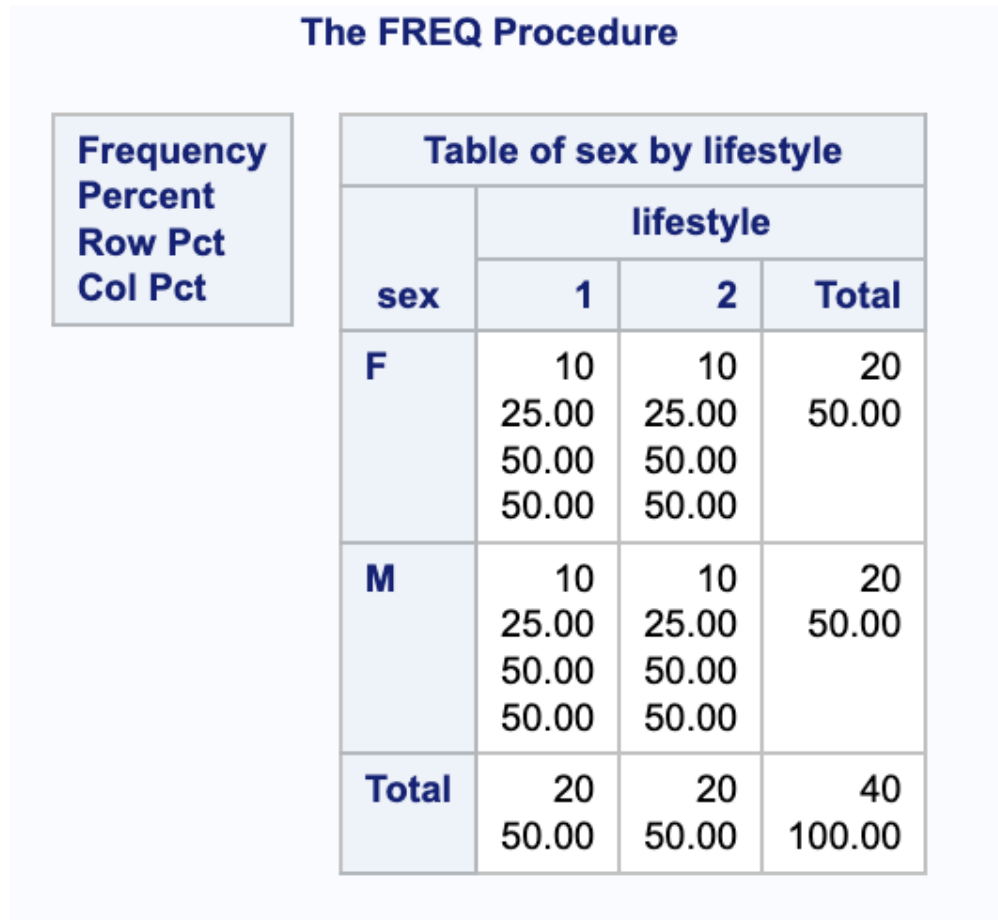 The FREQ Procedure
Frequency
Percent
Row Pct
Col Pct
Table of sex by lifestyle
lifestyle
sex 1 2 Total
F 10 10 20
25.00 25.00 50.00
50.00 50.00
50.00 50.00
M 10 10 20
25.00 25.00 50.00
50.00 50.00
50.00 50.00
Total 20 20 40
50.00 50.00 100.00